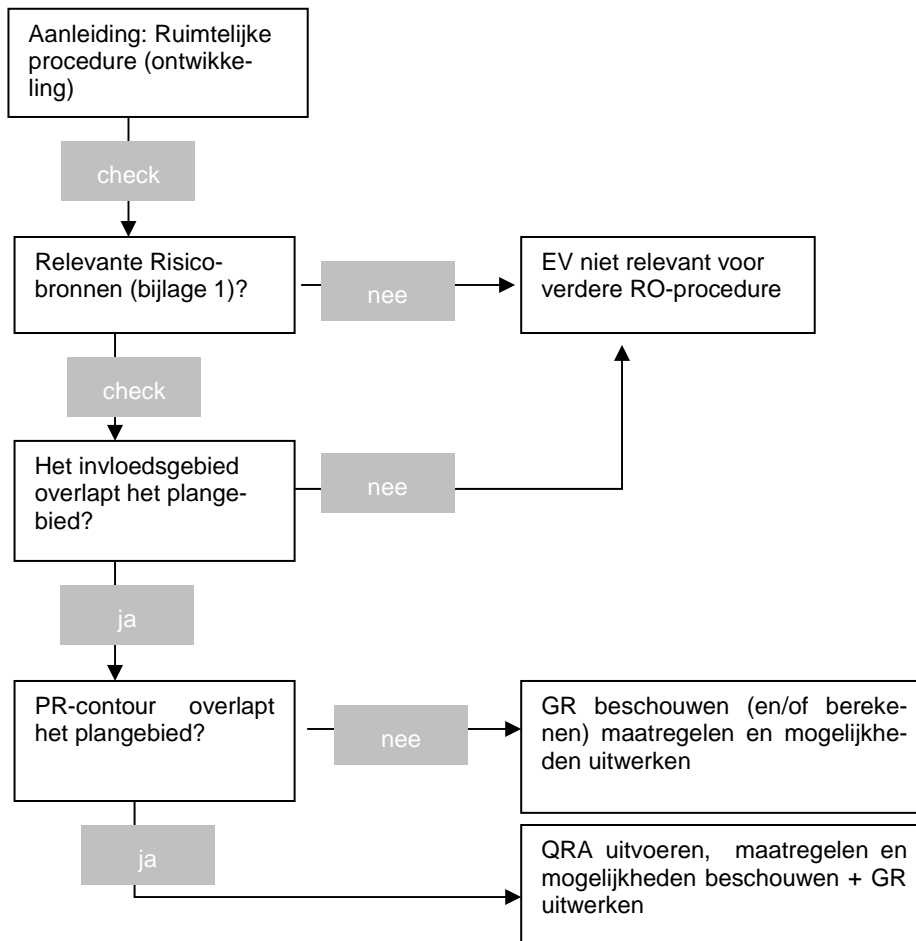 Aanleiding: Ruimtelijke
procedure (ontwikke-
ling)
check
Relevante Risico-
bronnen (bijlage 1)?
nee
EV niet relevant voor
verdere RO-procedure
check
Het invloedsgebied
overlapt het plange-
bied?
nee
ja
PR-contour overlapt
het plangebied?
nee
GR beschouwen (en/of bereke-
nen) maatregelen en mogelijkhe-
den uitwerken
ja
QRA uitvoeren, maatregelen en
mogelijkheden beschouwen + GR
uitwerken